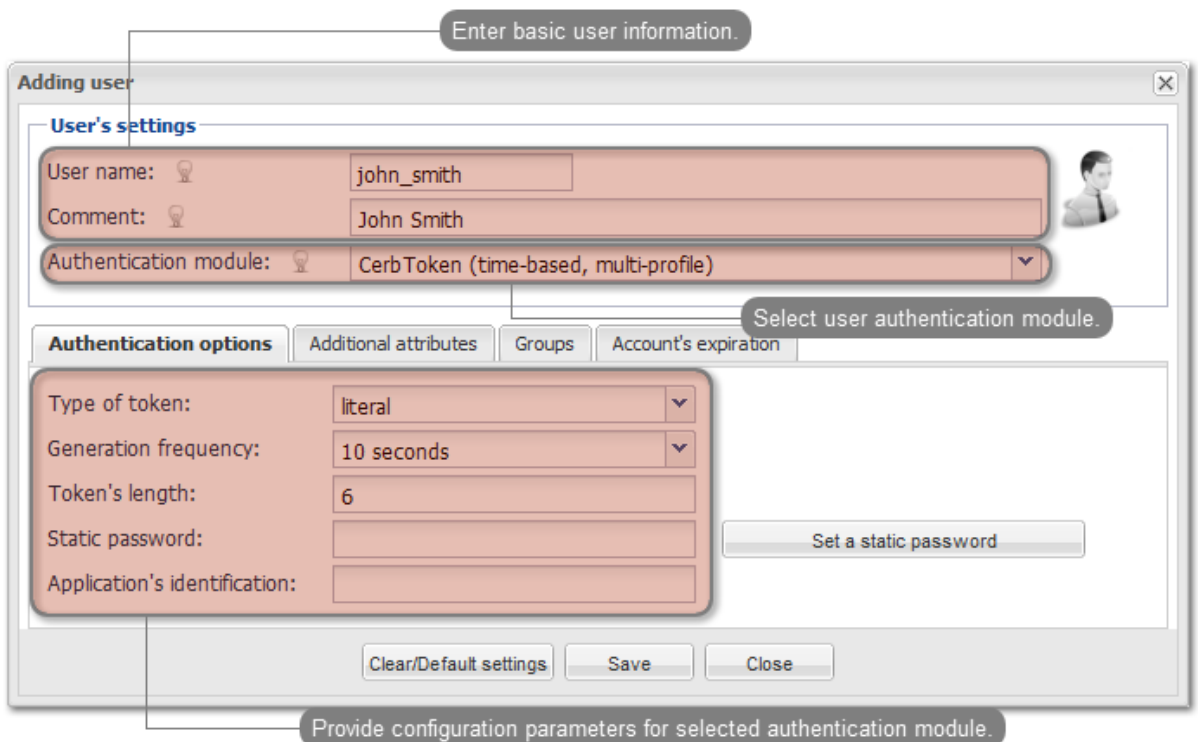 Enter basic user information.
Adding user
User's settings
User name: john_smith
Comment: John Smith
Authentication module: CerbToken (time-based, multi-profile)
Select user authentication module.
Authentication options Additional attributes Groups Account's expiration
Type of token: literal
Generation frequency: 10 seconds
Token's length: 6
Static password: Set a static password
Application's identification:
Clear/Default settings Save Close
Provide configuration parameters for selected authentication module.